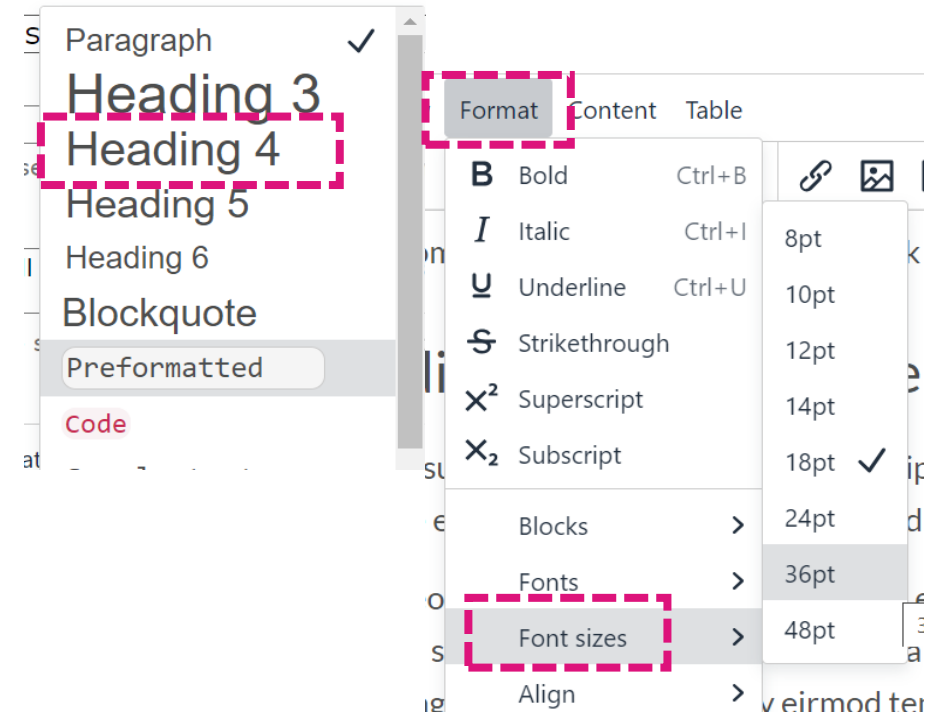 Paragraph
Heading 3
Heading 4
Heading 5
Heading 6
Blockquote
Preformatted
Code
Format Content Table
Bold Ctrl+B
Italic Ctrl+I
Underline Ctrl+U
Strikethrough
Superscript
Subscript
Blocks
Fonts
Font sizes
Align
8pt
10pt
12pt
14pt
18pt
24pt
36pt
48pt
eirmod